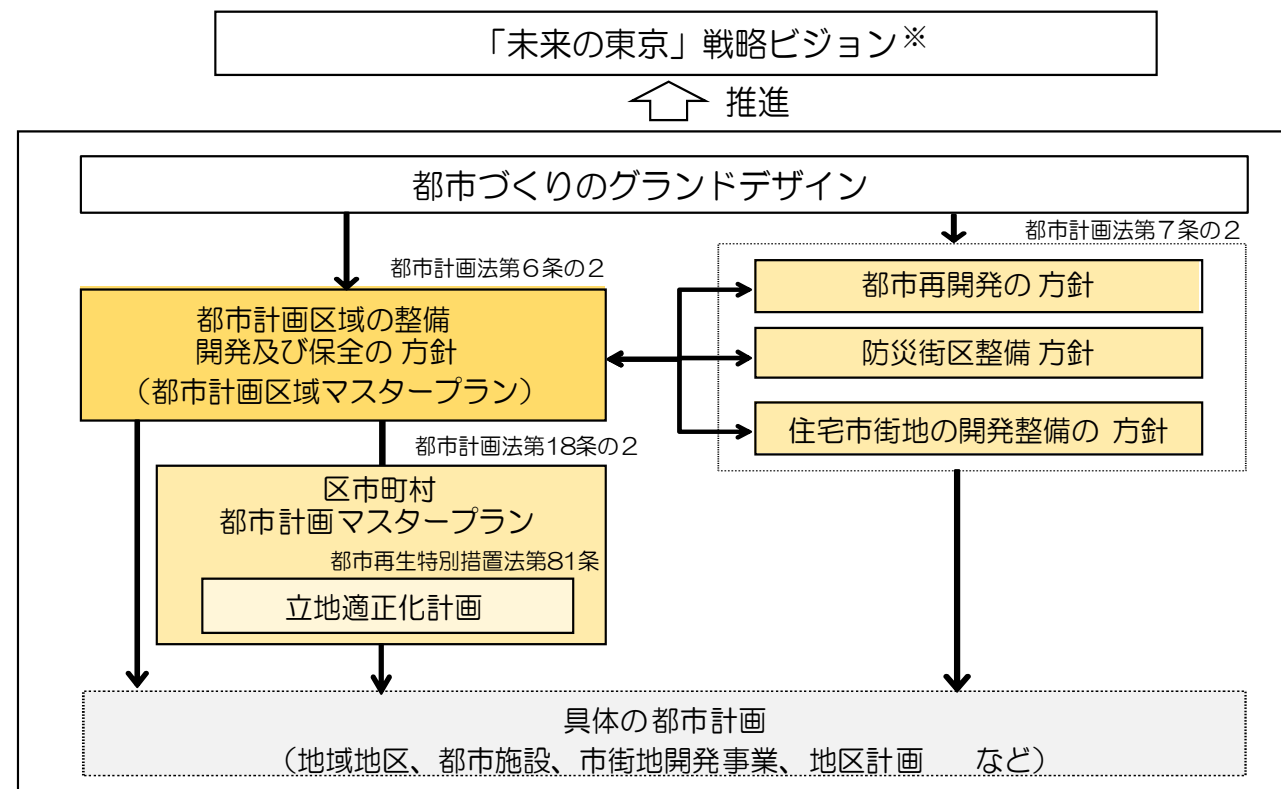 「未来の東京」戦略ビジョン※
推進
都市づくりのグランドデザイン
都市計画法第7条の2
都市計画法第6条の2
都市再開発の 方針
都市計画区域の整備
開発及び保全の 方針
（都市計画区域マスタープラン）
防災街区整備 方針
住宅市街地の開発整備の 方針
都市計画法第18条の2
区市町村
都市計画マスタープラン
都市再生特別措置法第81条
立地適正化計画
具体の都市計画
（地域地区、都市施設、市街地開発事業、地区計画　など）